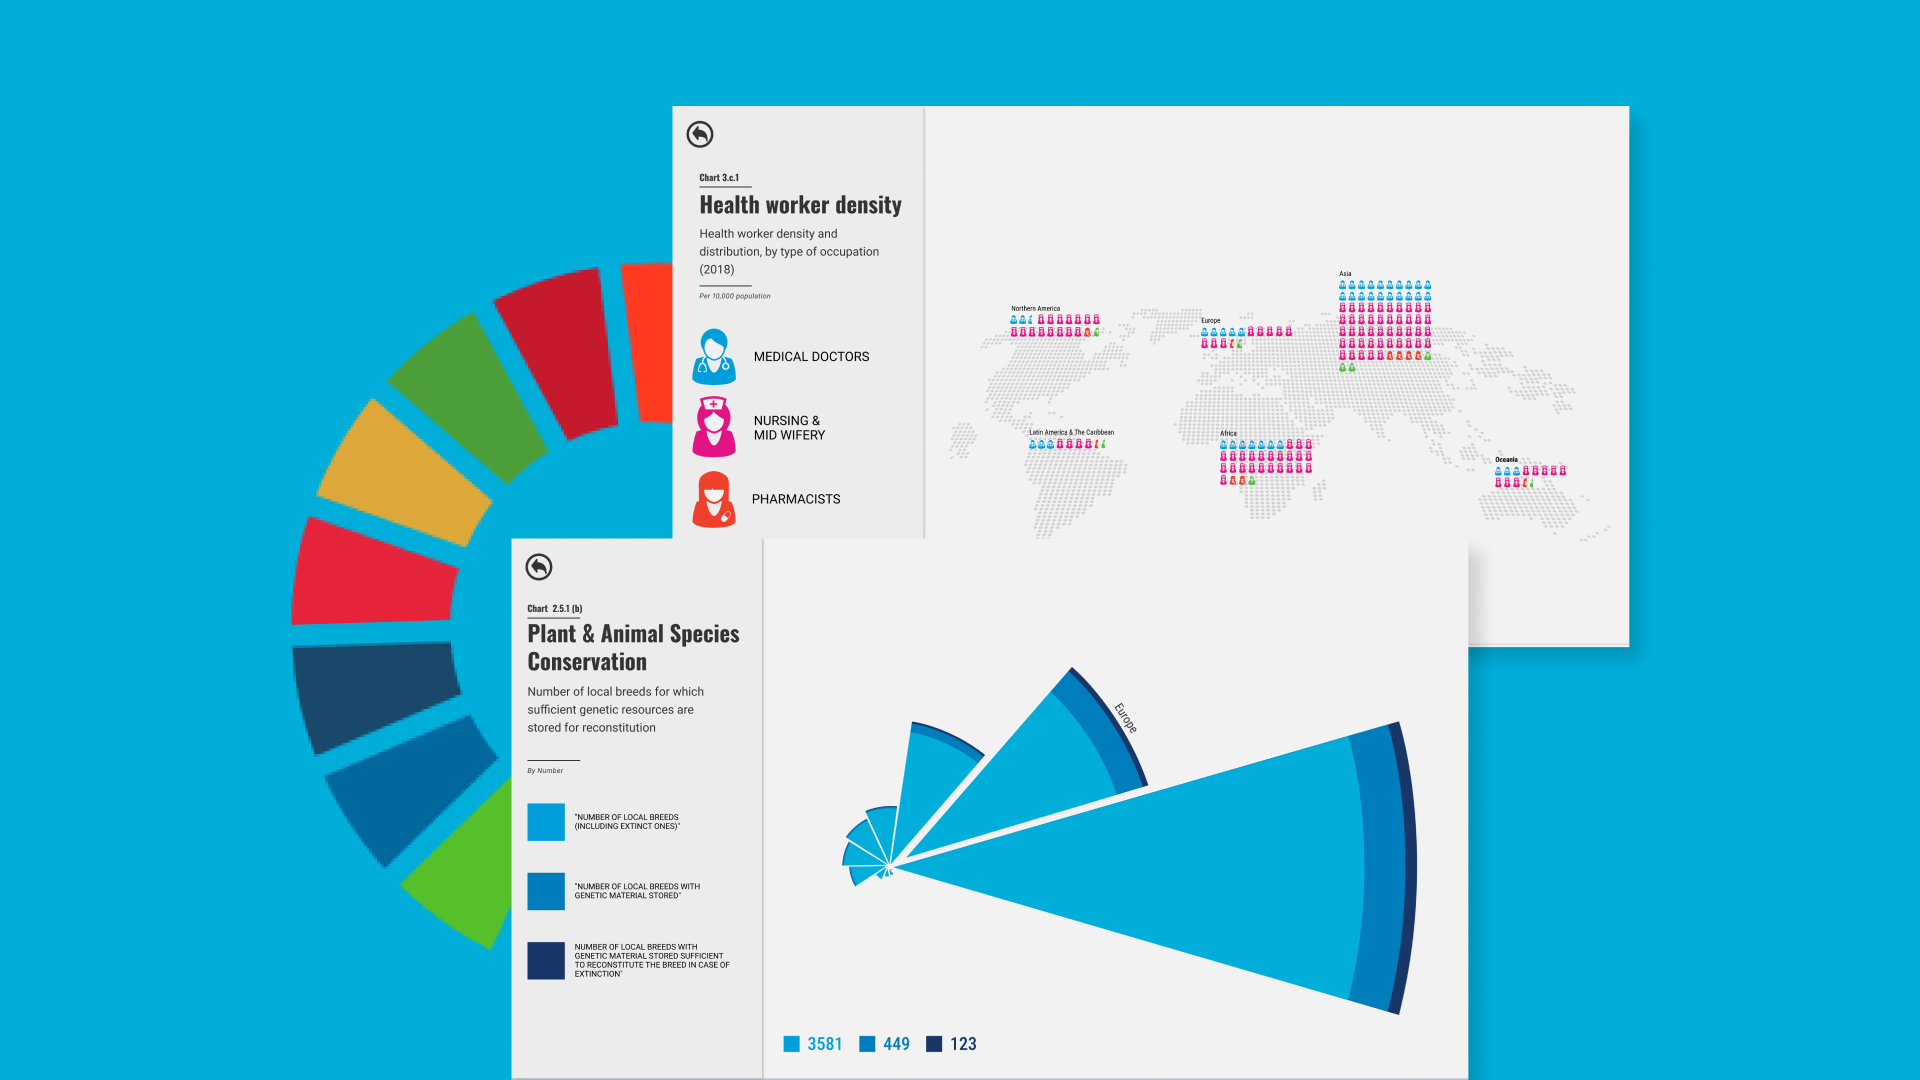 Chart 3.c.1
Health worker density
Health worker density and
distribution, by type of occupation
(2018)
Per 10,000 population
MEDICAL DOCTORS
NURSING &
MID WIFERY
PHARMACISTS
Northern America
Europe
Asia
Latin America & The Caribbean
Africa
Oceania
Chart 2.5.1 (b)
Plant & Animal Species
Conservation
Number of local breeds for which
sufficient genetic resources are
stored for reconstitution
By Number
"NUMBER OF LOCAL BREEDS
(INCLUDING EXTINCT ONES)"
"NUMBER OF LOCAL BREEDS WITH
GENETIC MATERIAL STORED"
NUMBER OF LOCAL BREEDS WITH
GENETIC MATERIAL STORED SUFFICIENT
TO RECONSTITUTE THE BREED IN CASE OF
EXTINCTION"
Europe
3581 449 123